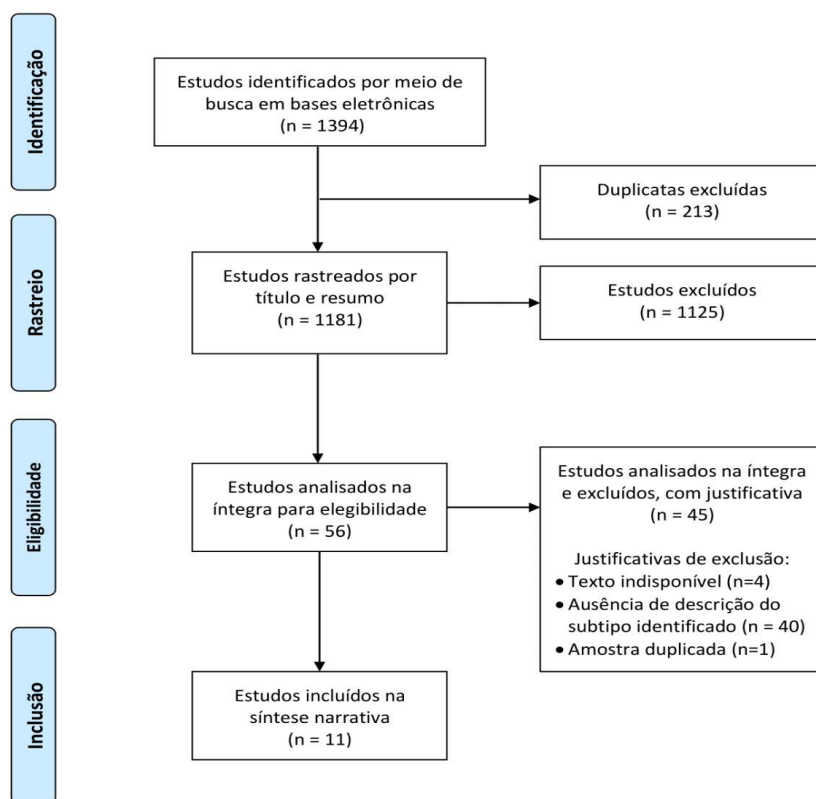 Identificação
Estudos identificados por meio de
busca em bases eletrônicas
(n = 1394)
Duplicatas excluídas
(n = 213)
Rastreio
Estudos rastreados por
título e resumo
(n = 1181)
Estudos excluídos
(n = 1125)
Eligibilidade
Estudos analisados na
íntegra para elegibilidade
(n = 56)
Estudos analisados na íntegra
e excluídos, com justificativa
(n = 45)
Justificativas de exclusão:
• Texto indisponível (n=4)
• Ausência de descrição do
subtipo identificado (n = 40)
• Amostra duplicada (n=1)
Inclusão
Estudos incluídos na
síntese narrativa
(n = 11)